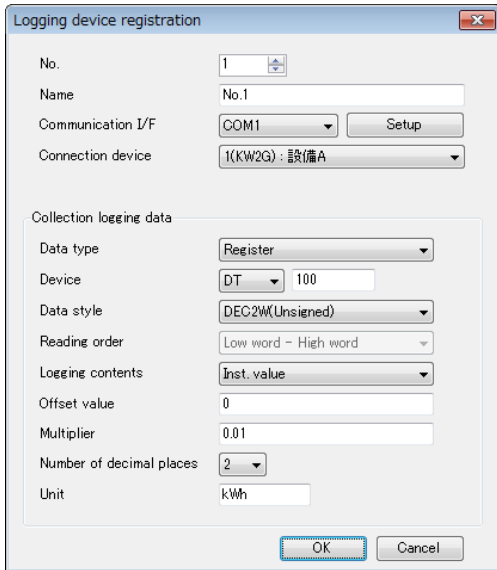 Logging device registration
No. 1
Name No.1
Communication I/F COM1 Setup
Connection device 1(KW2G) : 設備A
Collection logging data
Data type Register
Device DT 100
Data style DEC2W(Unsigned)
Reading order Low word - High word
Logging contents Inst. value
Offset value 0
Multiplier 0.01
Number of decimal places 2
Unit kWh
OK Cancel